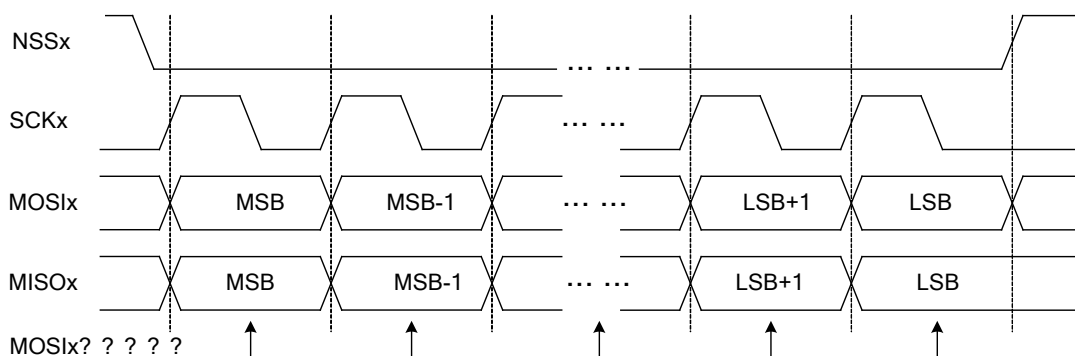 NSSx
... ...
SCKx
... ...
MOSIx MSB MSB-1 ... ... LSB+1 LSB
MISOx MSB MSB-1 ... ... LSB+1 LSB
MOSIx? ? ? ? ?